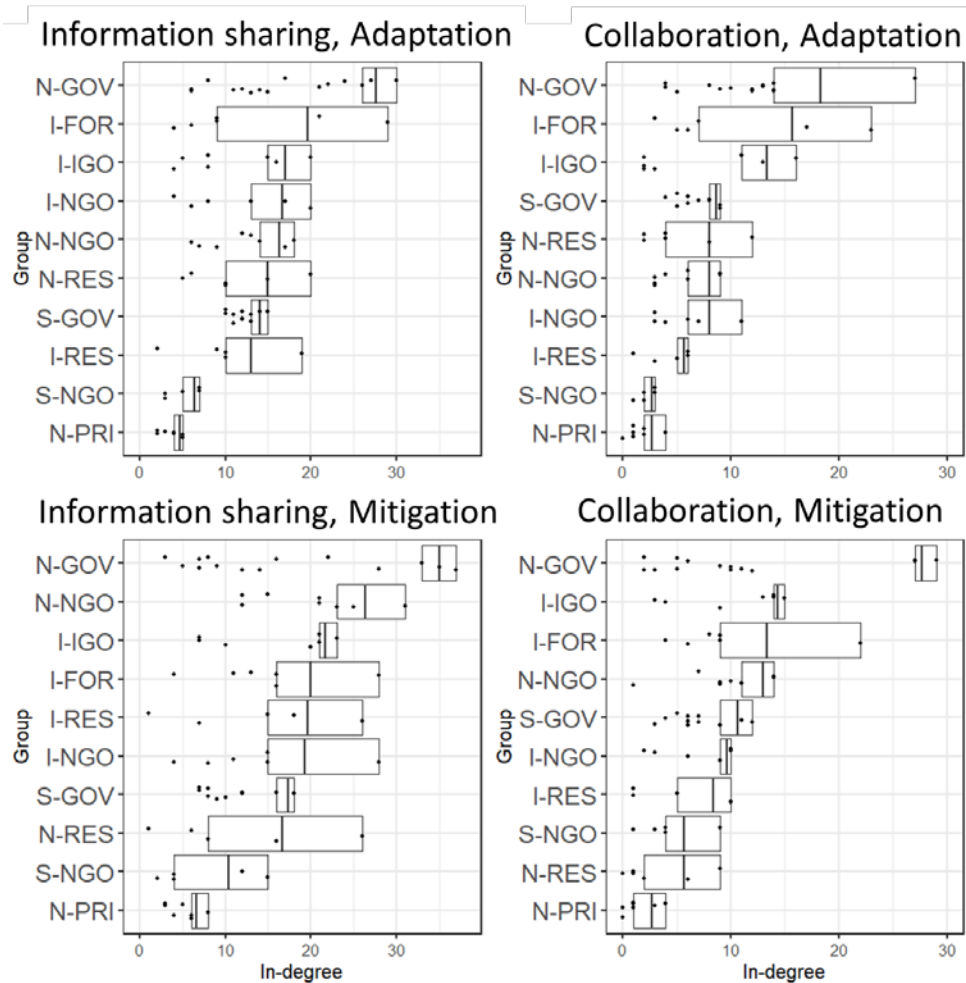 Information sharing, Adaptation
Group
N-GOV
I-FOR
I-IGO
I-NGO
N-NGO
N-RES
S-GOV
I-RES
S-NGO
N-PRI
0 10 20 30
Collaboration, Adaptation
Group
N-GOV
I-FOR
I-IGO
S-GOV
N-RES
N-NGO
I-NGO
I-RES
S-NGO
N-PRI
0 10 20 30
Information sharing, Mitigation
Group
N-GOV
N-NGO
I-IGO
I-FOR
I-RES
I-NGO
S-GOV
N-RES
S-NGO
N-PRI
0 10 20 30
In-degree
Collaboration, Mitigation
Group
N-GOV
I-IGO
I-FOR
N-NGO
S-GOV
I-NGO
I-RES
S-NGO
N-RES
N-PRI
0 10 20 30
In-degree